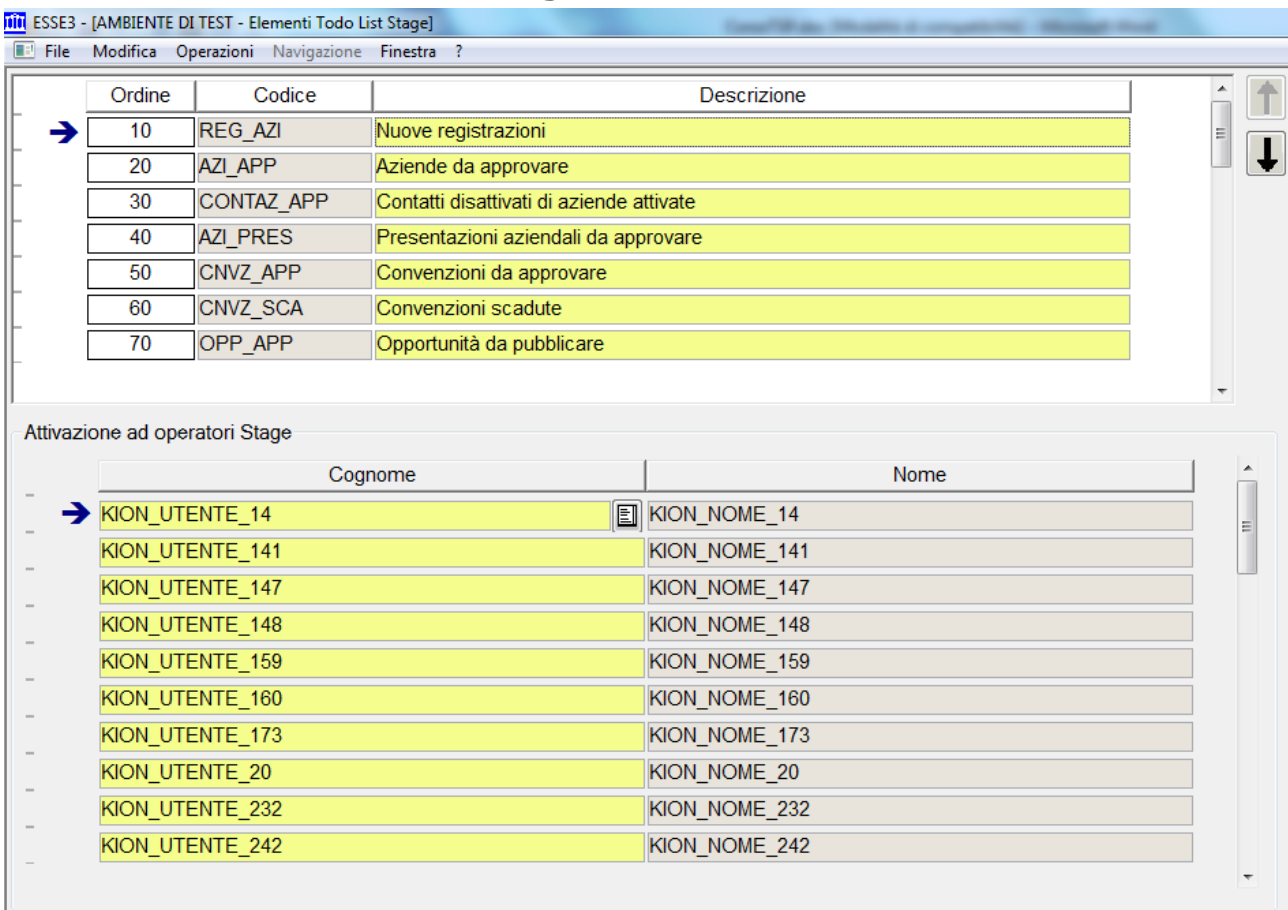 ESSE3 - [AMBIENTE DI TEST - Elementi Todo List Stage]
File Modifica Operazioni Navigazione Finestra ?
Ordine Codice Descrizione
10 REG_AZI Nuove registrazioni
20 AZI_APP Aziende da approvare
30 CONTAZ_APP Contatti disattivati di aziende attivate
40 AZI_PRES Presentazioni aziendali da approvare
50 CNVZ_APP Convenzioni da approvare
60 CNVZ_SCA Convenzioni scadute
70 OPP_APP Opportunità da pubblicare
Attivazione ad operatori Stage
Cognome Nome
KION_UTENTE_14 KION_NOME_14
KION_UTENTE_141 KION_NOME_141
KION_UTENTE_147 KION_NOME_147
KION_UTENTE_148 KION_NOME_148
KION_UTENTE_159 KION_NOME_159
KION_UTENTE_160 KION_NOME_160
KION_UTENTE_173 KION_NOME_173
KION_UTENTE_20 KION_NOME_20
KION_UTENTE_232 KION_NOME_232
KION_UTENTE_242 KION_NOME_242